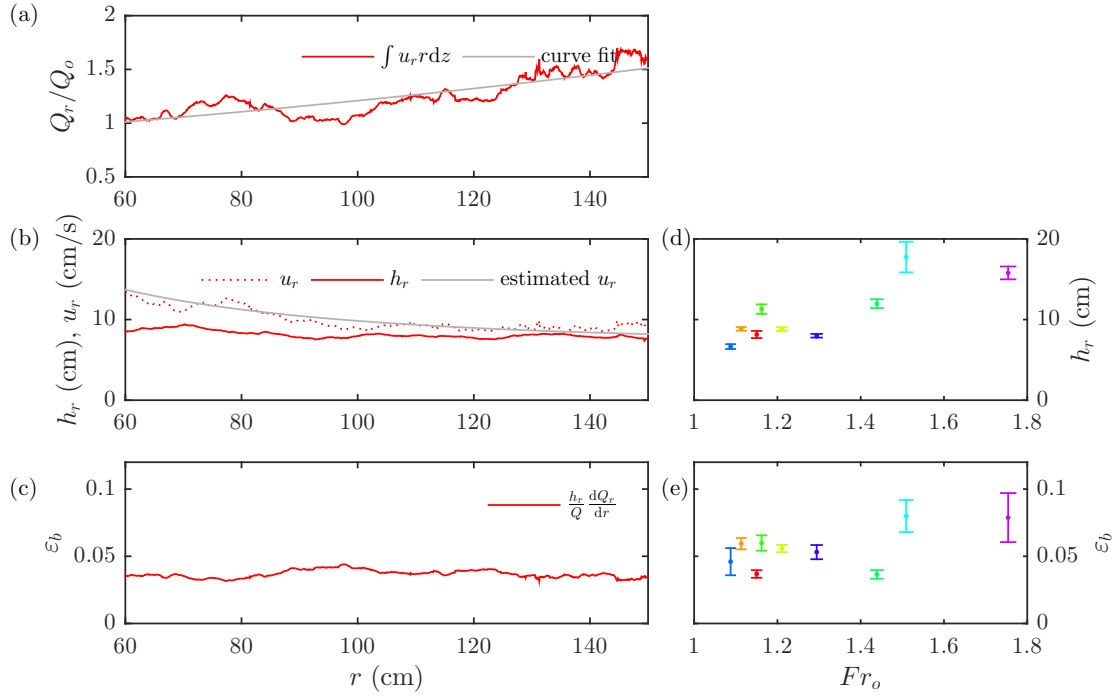 (a)
2
1.5
1
0.5
Q_r/Q_o
∫ u_r r dz
curve fit
60 80 100 120 140
(b)
20
10
0
h_r (cm), u_r (cm/s)
u_r
h_r
estimated u_r
60 80 100 120 140
(d)
20
10
0
h_r (cm)
1 1.2 1.4 1.6 1.8
(c)
0.1
0.05
0
ε_b
h_r/Q dQ_r/dr
60 80 100 120 140
r (cm)
(e)
0.1
0.05
0
ε_b
1 1.2 1.4 1.6 1.8
Fr_o